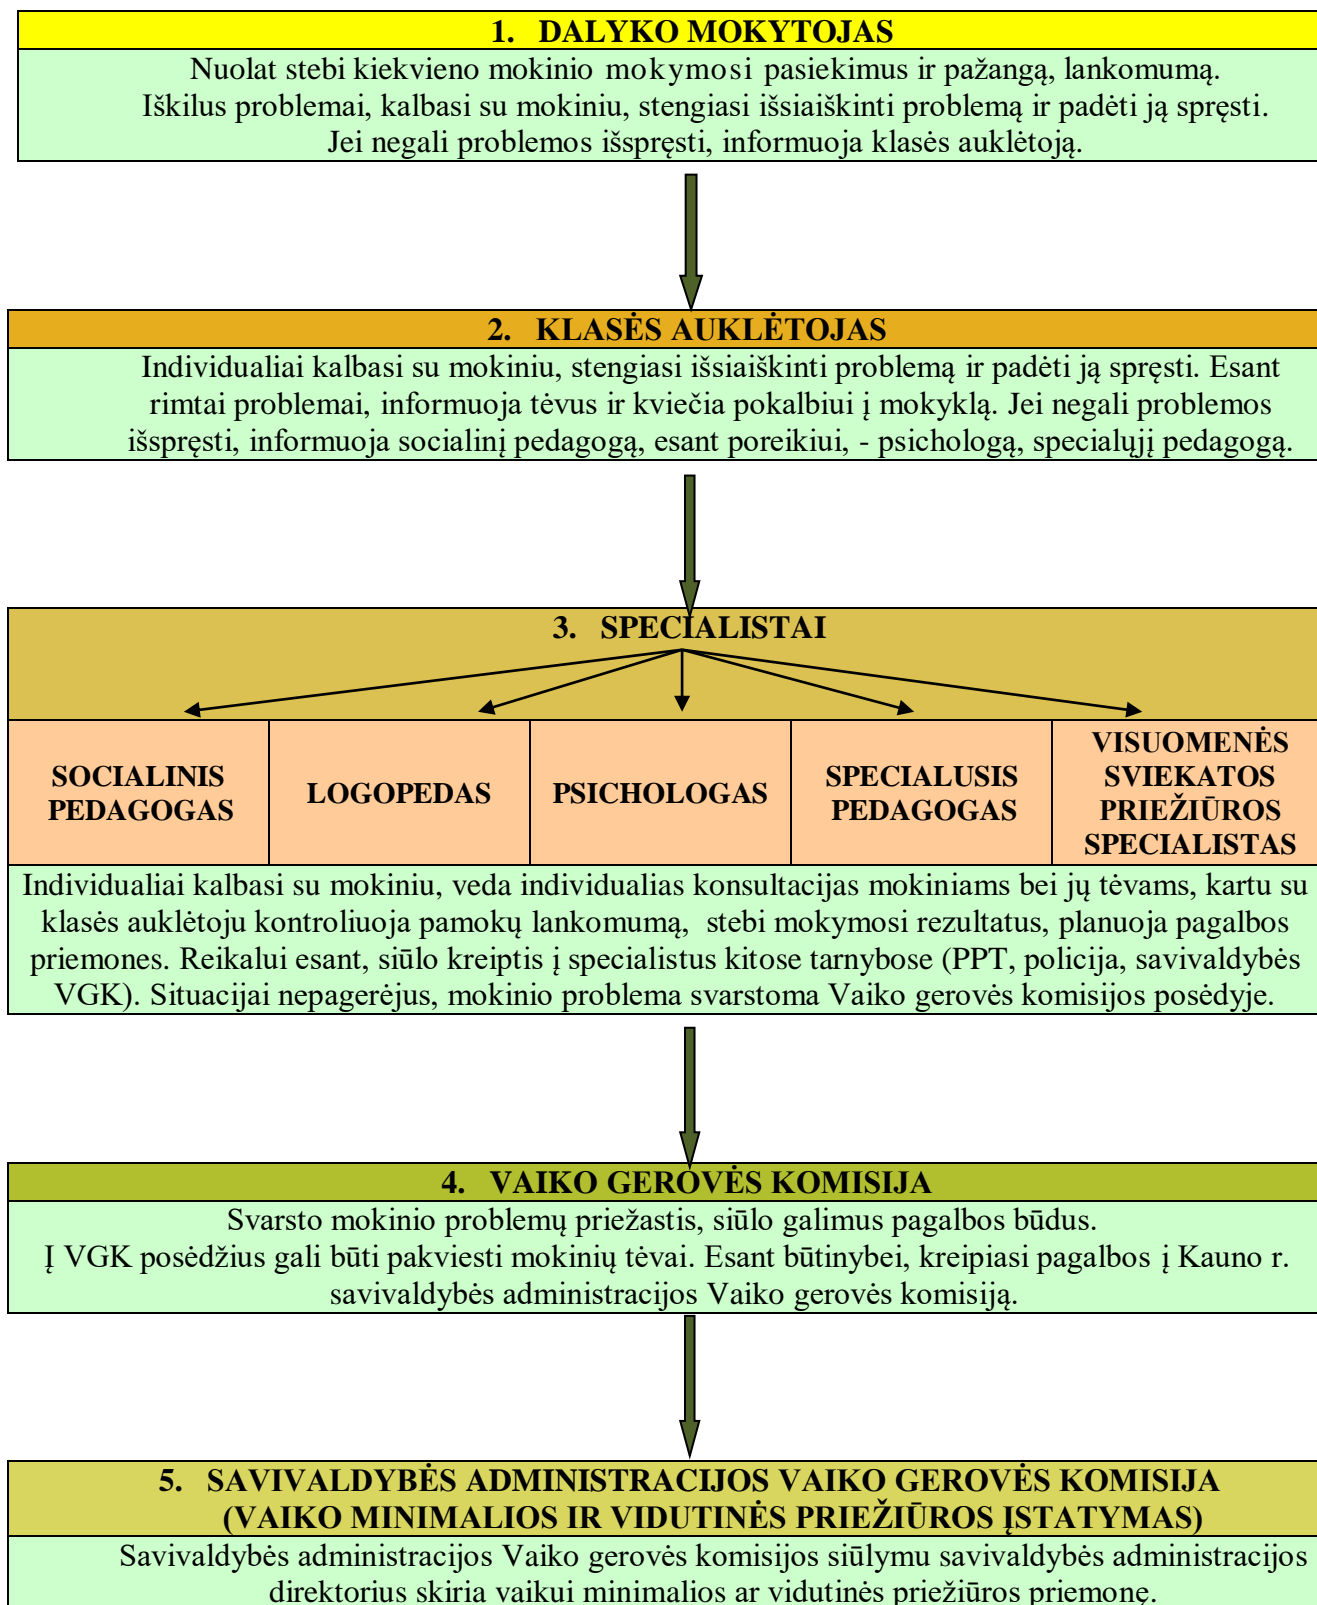 1. DALYKO MOKYTOJAS
Nuolat stebi kiekvieno mokinio mokymosi pasiekimus ir pažangą, lankomumą.
Iškilus problemai, kalbasi su mokiniu, stengiasi išsiaiškinti problemą ir padėti ją spręsti.
Jei negali problemos išspręsti, informuoja klasės auklėtoją.
2. KLASĖS AUKLĖTOJAS
Individualiai kalbasi su mokiniu, stengiasi išsiaiškinti problemą ir padėti ją spręsti. Esant
rimtai problemai, informuoja tėvus ir kviečia pokalbiui į mokyklą. Jei negali problemos
išspręsti, informuoja socialinį pedagogą, esant poreikiui, - psichologą, specialųjį pedagogą.
3. SPECIALISTAI
SOCIALINIS
PEDAGOGAS
LOGOPEDAS
PSICHOLOGAS
SPECIALUSIS
PEDAGOGAS
VISUOMENĖS
SVIEKATOS
PRIEŽIŪROS
SPECIALISTAS
Individualiai kalbasi su mokiniu, veda individualias konsultacijas mokiniams bei jų tėvams, kartu su
klasės auklėtoju kontroliuoja pamokų lankomumą, stebi mokymosi rezultatus, planuoja pagalbos
priemones. Reikalui esant, siūlo kreiptis į specialistus kitose tarnybose (PPT, policija, savivaldybės
VGK). Situacijai nepagerėjus, mokinio problema svarstoma Vaiko gerovės komisijos posėdyje.
4. VAIKO GEROVĖS KOMISIJA
Svarsto mokinio problemų priežastis, siūlo galimus pagalbos būdus.
Į VGK posėdžius gali būti pakviesti mokinių tėvai. Esant būtinybei, kreipiasi pagalbos į Kauno r.
savivaldybės administracijos Vaiko gerovės komisiją.
5. SAVIVALDYBĖS ADMINISTRACIJOS VAIKO GEROVĖS KOMISIJA
(VAIKO MINIMALIOS IR VIDUTINĖS PRIEŽIŪROS ĮSTATYMAS)
Savivaldybės administracijos Vaiko gerovės komisijos siūlymu savivaldybės administracijos
direktorius skiria vaikui minimalios ar vidutinės priežiūros priemonę.